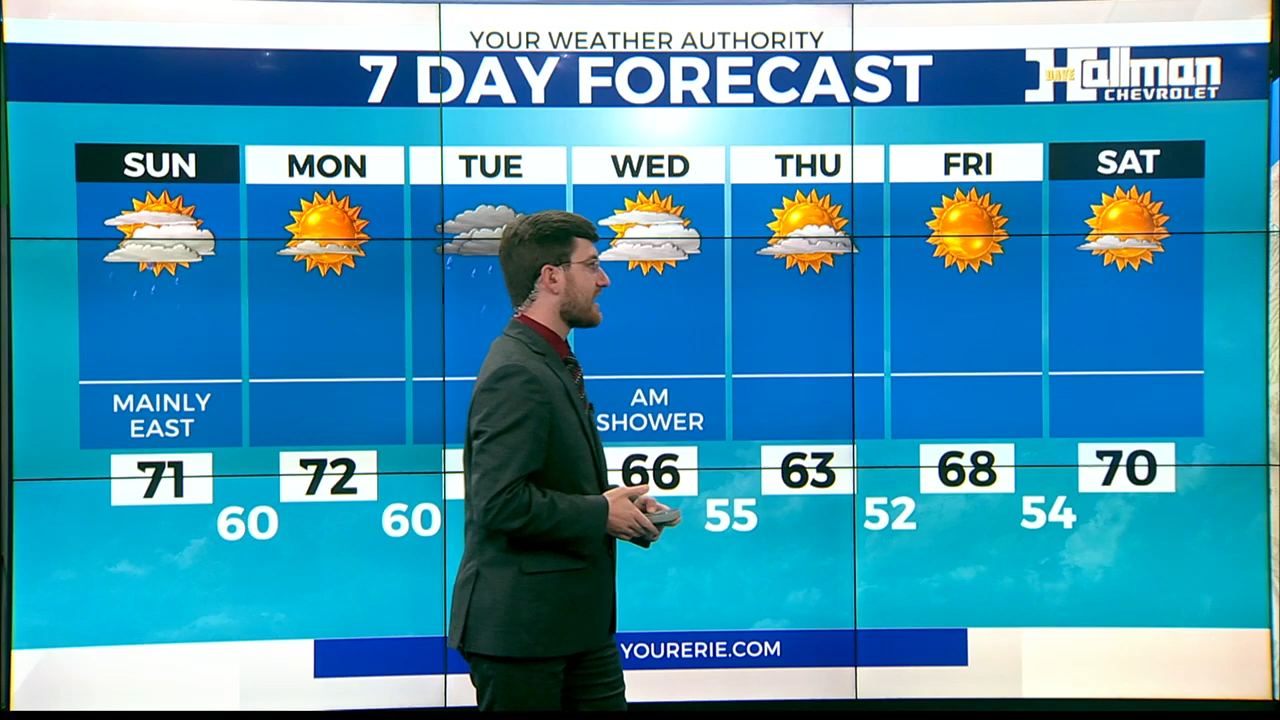 YOUR WEATHER AUTHORITY
7 DAY FORECAST
DAVE
Hallman
CHEVROLET
SUN MON TUE WED THU FRI SAT
MAINLY
EAST
AM
SHOWER
71 72 66 63 68 70
60 60 55 52 54
YOURERIE.COM